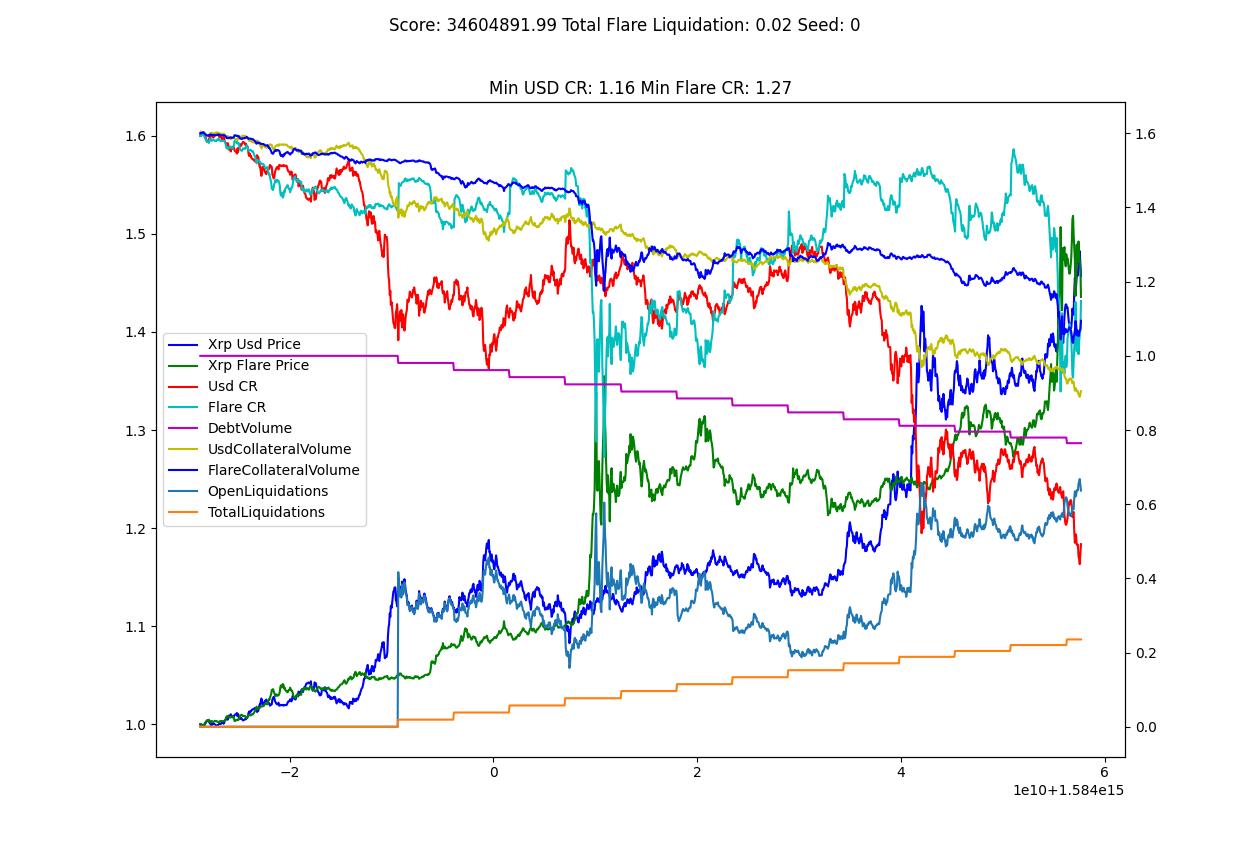 Score: 34604891.99 Total Flare Liquidation: 0.02 Seed: 0
Min USD CR: 1.16 Min Flare CR: 1.27
1.6
1.5
1.4
1.3
1.2
1.1
1.0
Xrp Usd Price
Xrp Flare Price
Usd CR
Flare CR
DebtVolume
UsdCollateralVolume
FlareCollateralVolume
OpenLiquidations
TotalLiquidations
1.6
1.4
1.2
1.0
0.8
0.6
0.4
0.2
0.0
−2 0 2 4 6
1e10+1.584e15